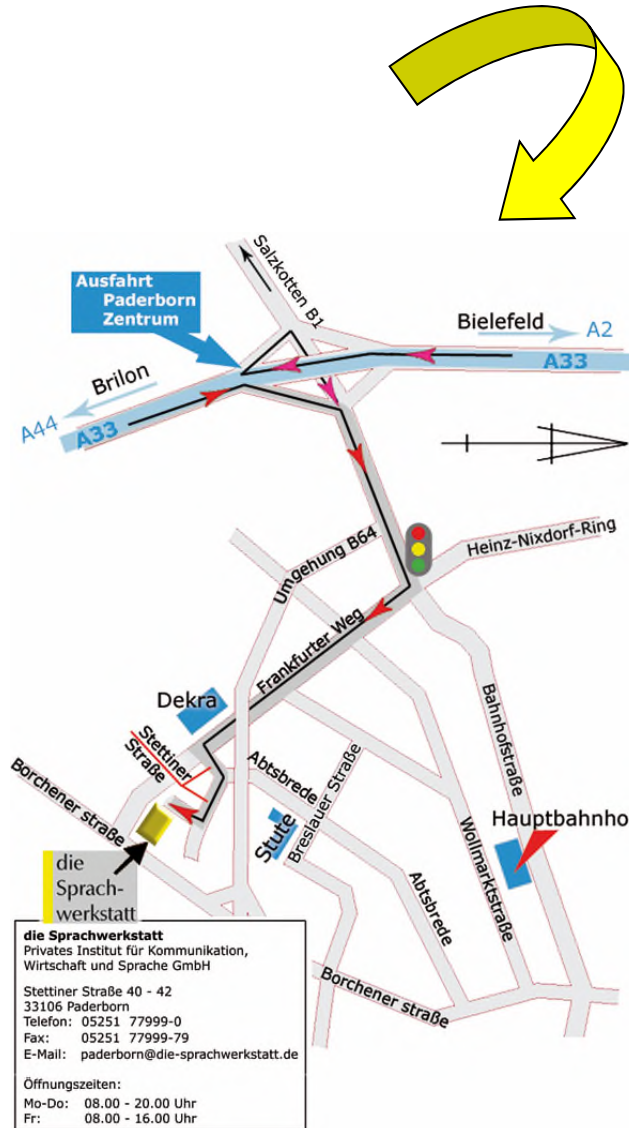 Salzkotten B1
Ausfahrt
Paderborn
Zentrum
Bielefeld
A2
A33
Brilon
A44
A33
Heinz-Nixdorf-Ring
Umgehung B64
Frankfurter Weg
Dekra
Stettiner
Straße
Bahnhofstraße
Abtsbrede
Borchener straße
Breslauer Straße
Stute
Hauptbahnho
Wollmarktstraße
Abtsbrede
die
Sprach-
werkstatt
Borchener straße
die Sprachwerkstatt
Privates Institut für Kommunikation,
Wirtschaft und Sprache GmbH
Stettiner Straße 40 - 42
33106 Paderborn
Telefon: 05251 77999-0
Fax: 05251 77999-79
E-Mail: paderborn@die-sprachwerkstatt.de
Öffnungszeiten:
Mo-Do: 08.00 - 20.00 Uhr
Fr: 08.00 - 16.00 Uhr